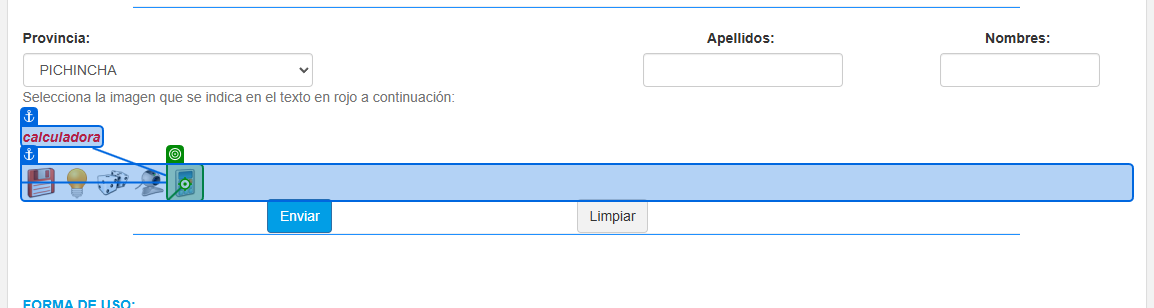 Provincia: Apellidos: Nombres:
PICHINCHA
Selecciona la imagen que se indica en el texto en rojo a continuación:
calculadora
Enviar Limpiar
FORMA DE USO: